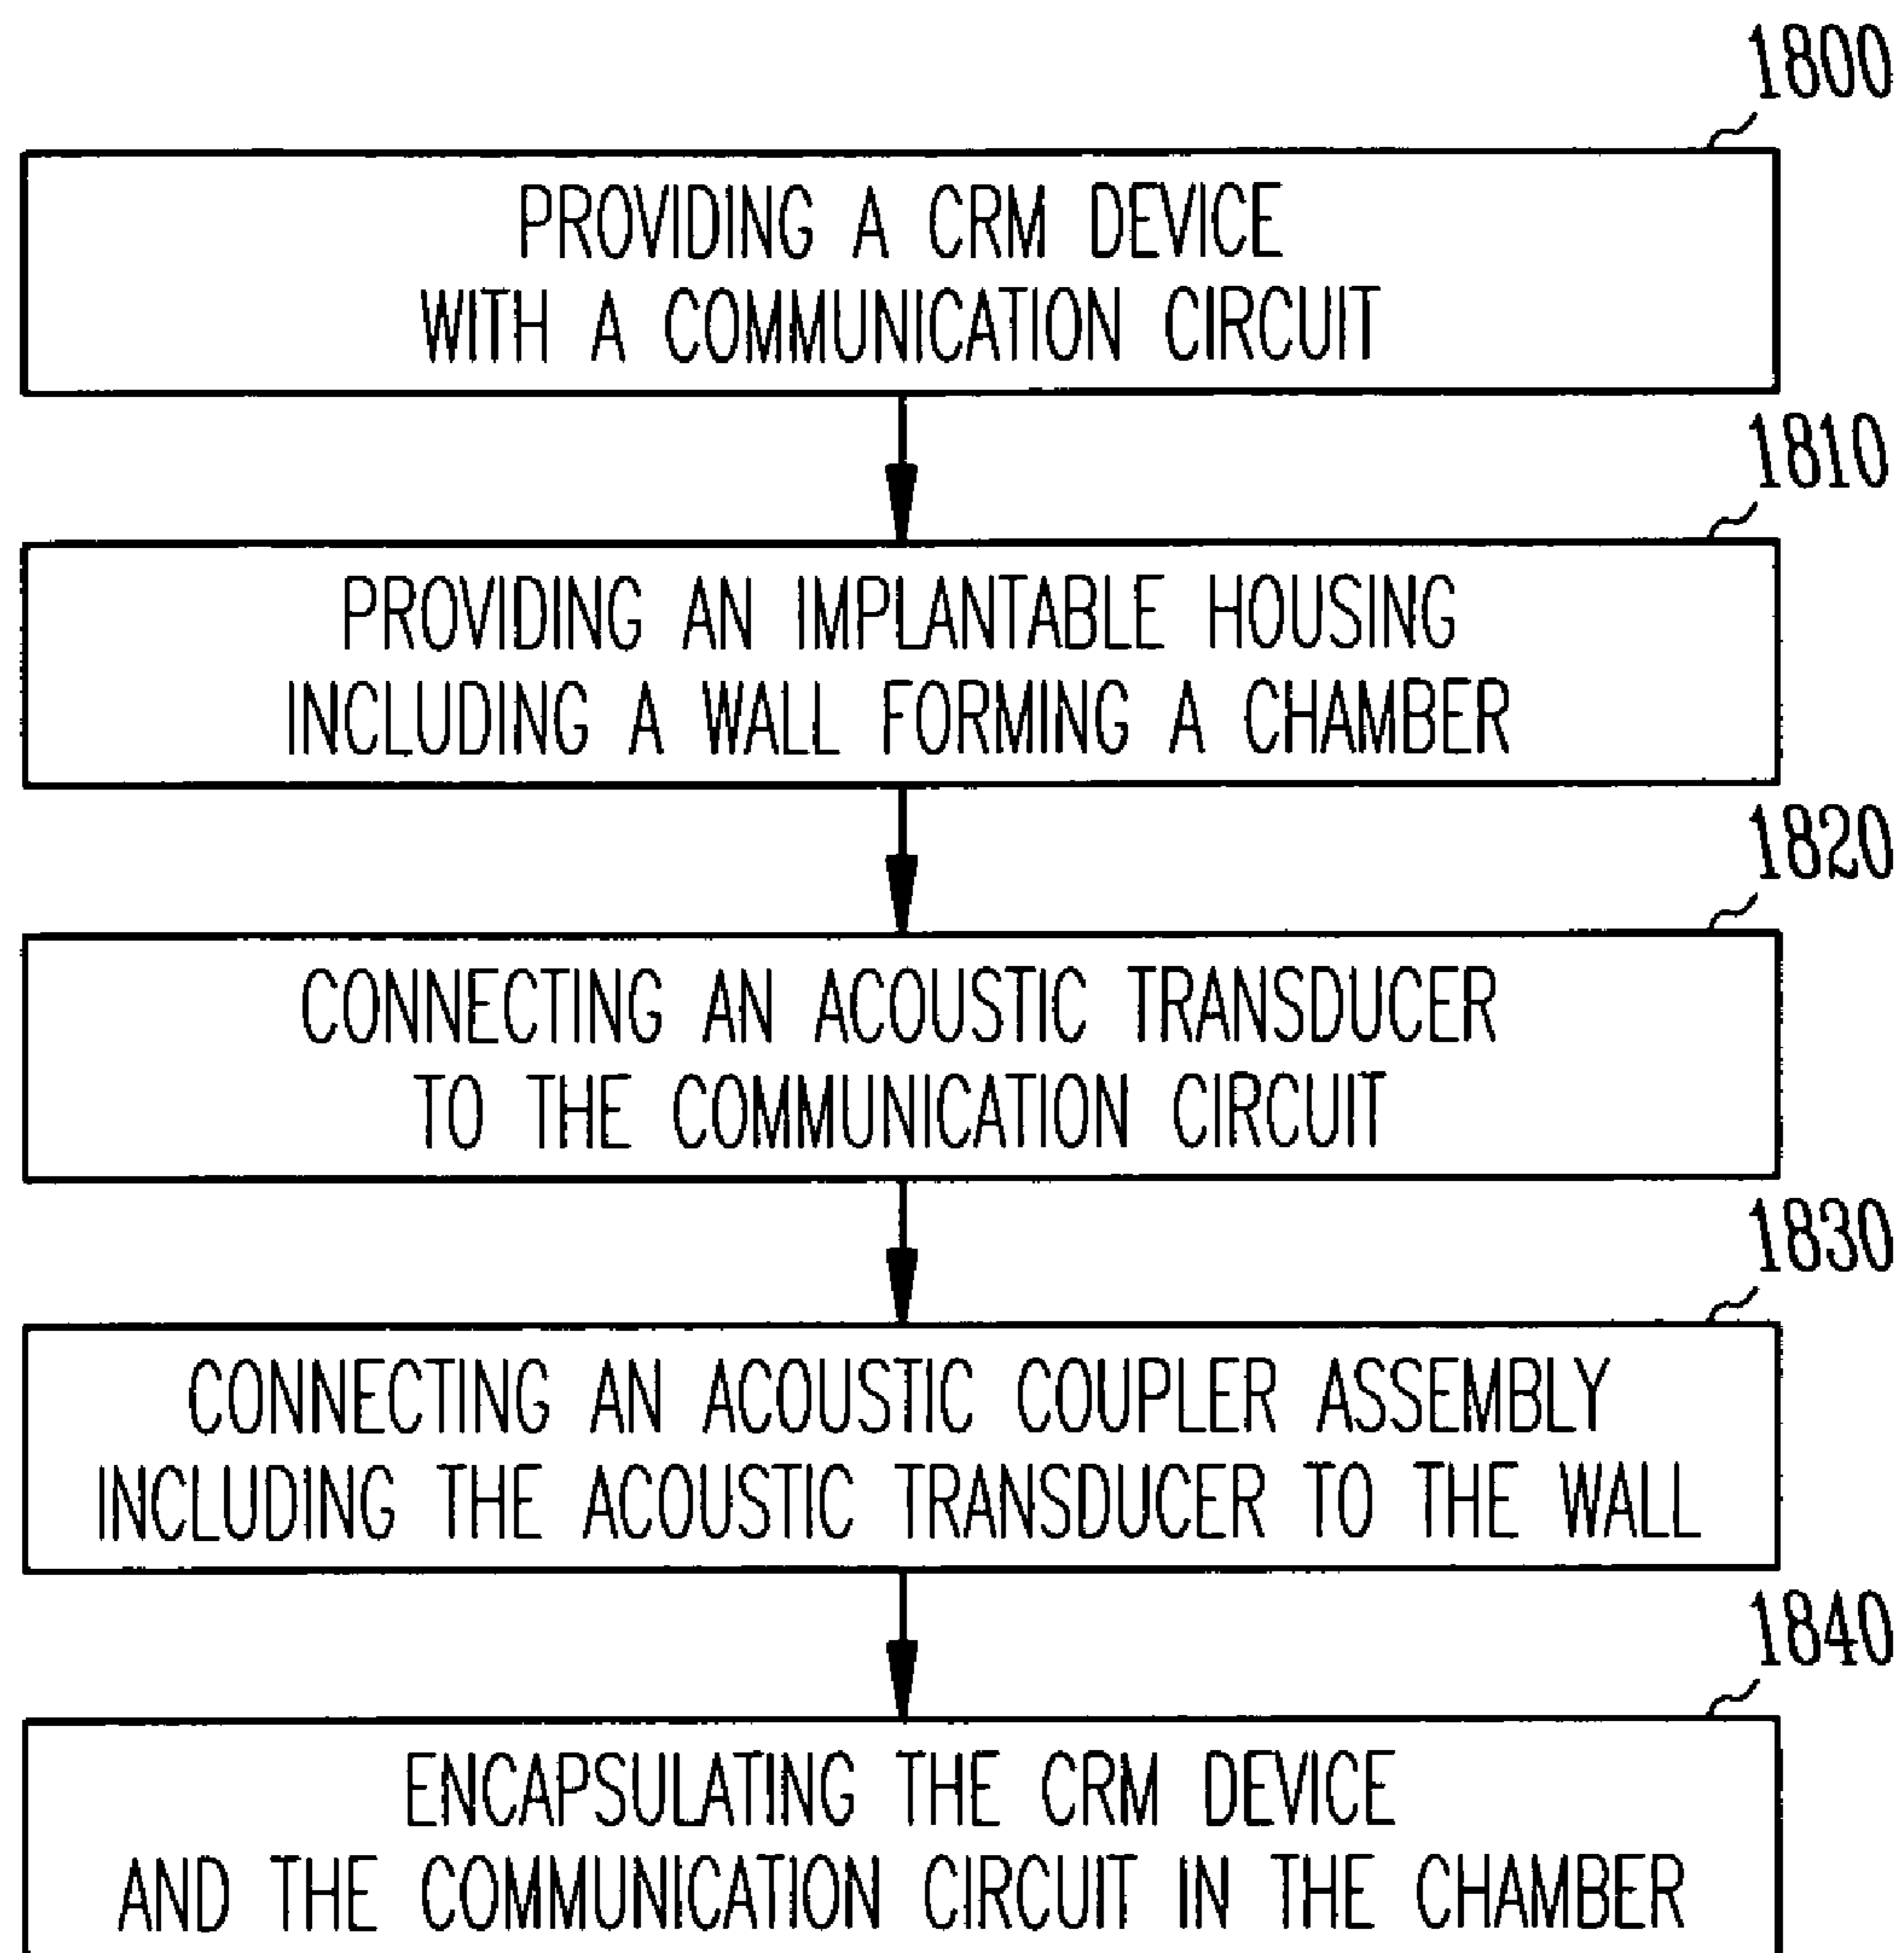 1800
PROVIDING A CRM DEVICE
WITH A COMMUNICATION CIRCUIT
1810
PROVIDING AN IMPLANTABLE HOUSING
INCLUDING A WALL FORMING A CHAMBER
1820
CONNECTING AN ACOUSTIC TRANSDUCER
TO THE COMMUNICATION CIRCUIT
1830
CONNECTING AN ACOUSTIC COUPLER ASSEMBLY
INCLUDING THE ACOUSTIC TRANSDUCER TO THE WALL
1840
ENCAPSULATING THE CRM DEVICE
AND THE COMMUNICATION CIRCUIT IN THE CHAMBER